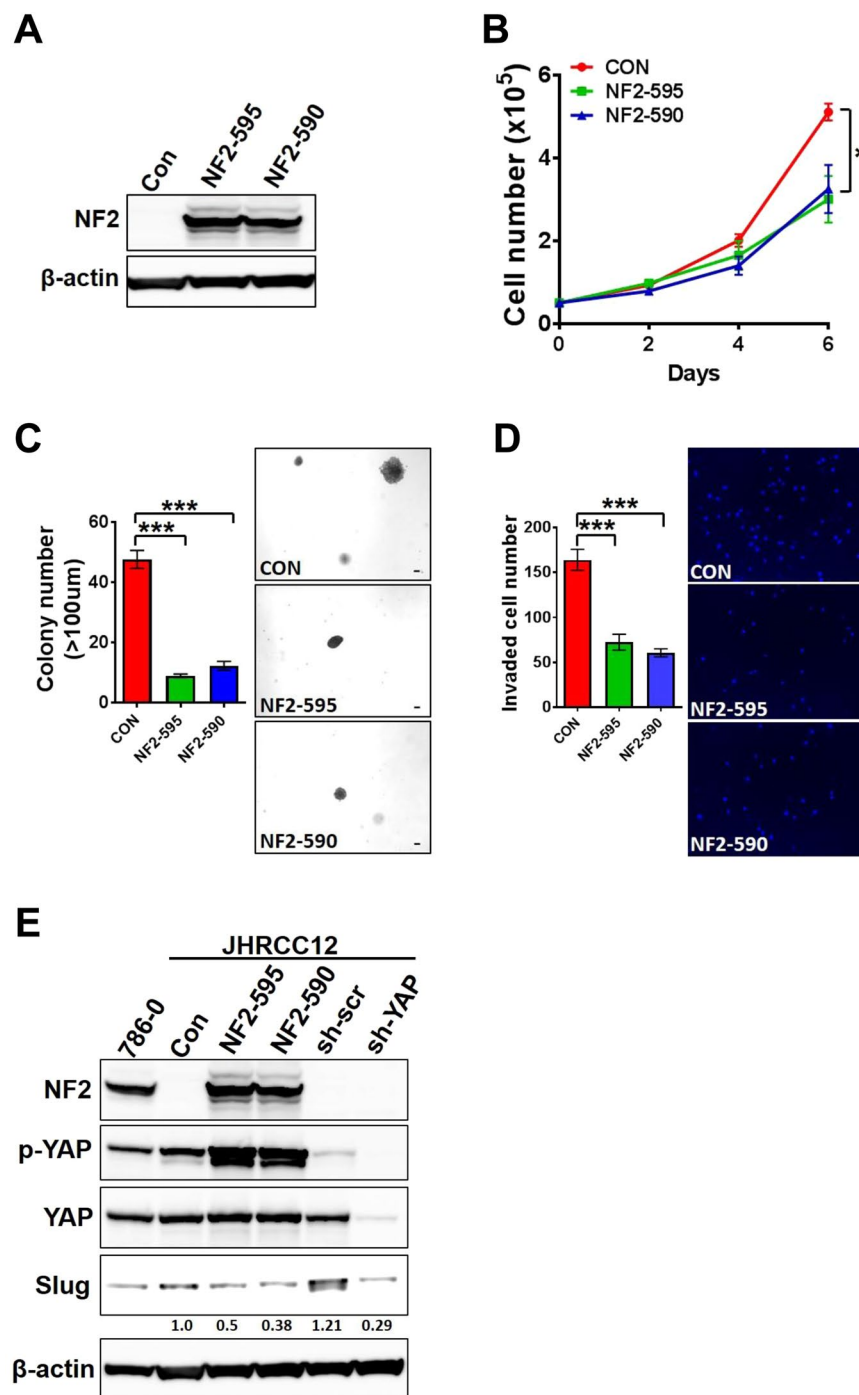 A
Con
NF2-595
NF2-590
NF2
β-actin
B
CON
NF2-595
NF2-590
Cell number (x10⁵)
6
4
2
0
0 2 4 6
Days
*
C
Colony number
(>100um)
60
40
20
0
***
***
CON
NF2-595
NF2-590
CON
NF2-595
NF2-590
D
Invaded cell number
200
150
100
50
0
***
***
CON
NF2-595
NF2-590
CON
NF2-595
NF2-590
E
JHRCC12
786-0
Con
NF2-595
NF2-590
sh-scr
sh-YAP
NF2
p-YAP
YAP
Slug
1.0 0.5 0.38 1.21 0.29
β-actin